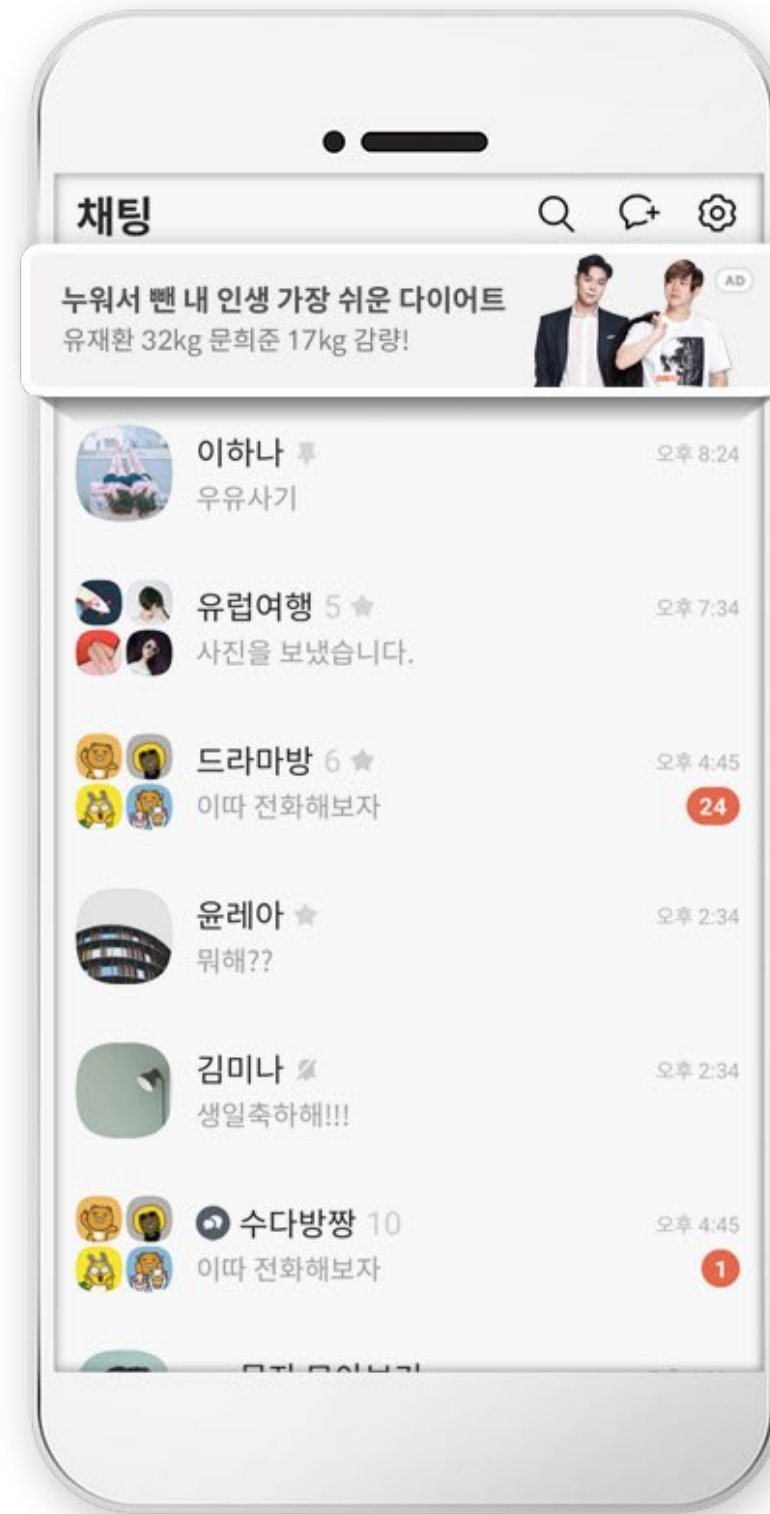 채팅
누워서 뺀 내 인생 가장 쉬운 다이어트
AD
유재환 32kg 문희준 17kg 감량!
이하나
오후 8:24
우유사기
유럽여행 5
오후 7:34
사진을 보냈습니다.
드라마방 6
오후 4:45
이따 전화해보자
24
윤레아
오후 2:34
뭐해??
김미나
오후 2:34
생일축하해!!!
수다방짱 10
오후 4:45
이따 전화해보자
1